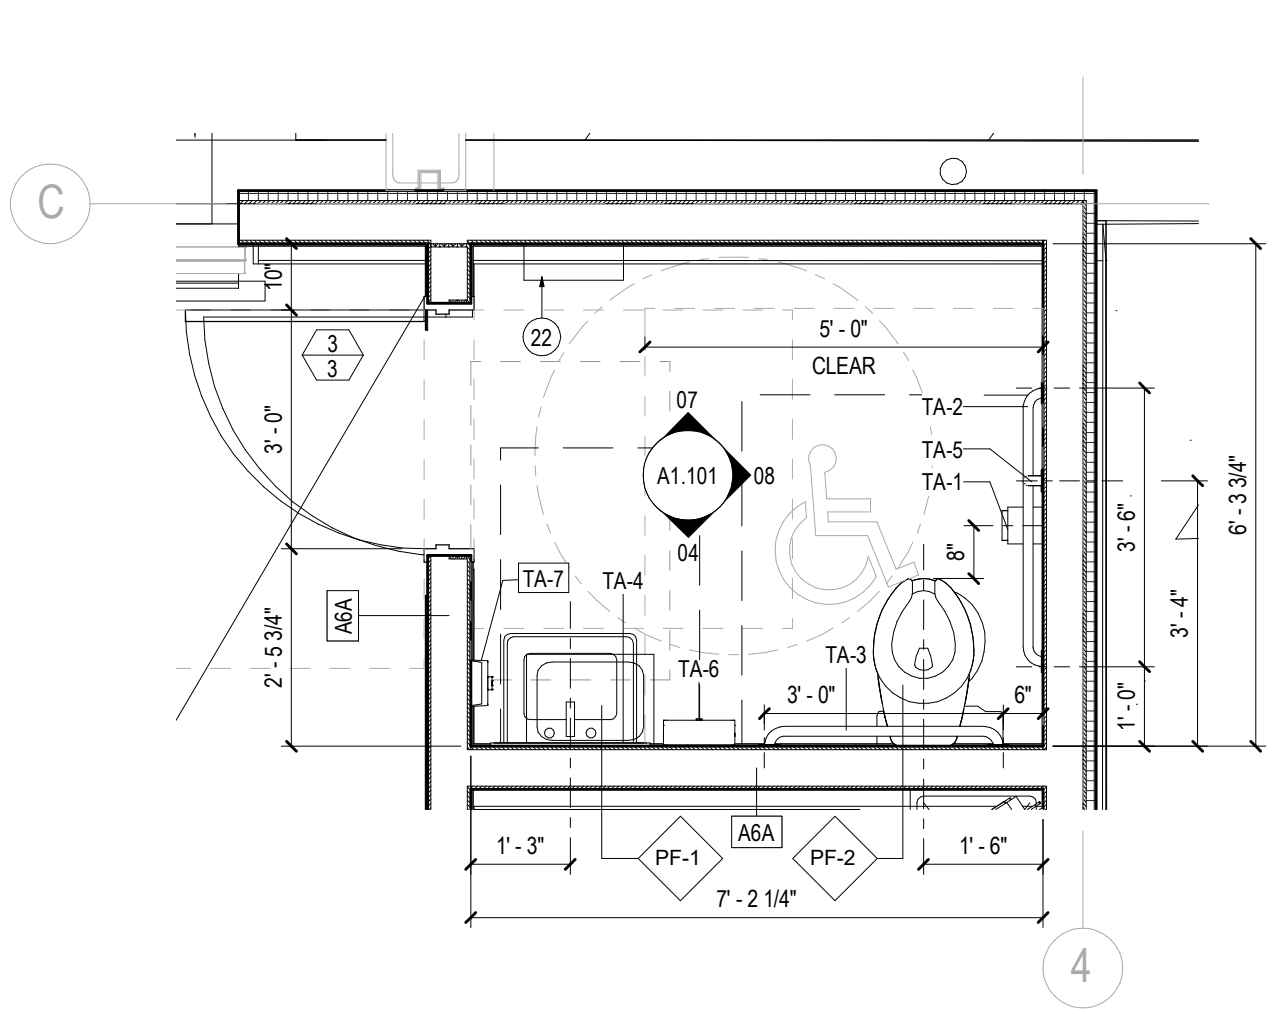 C
10"
3
3
22
5' - 0"
CLEAR
07
A1.101
08
04
TA-2
TA-5
TA-1
3' - 0"
8"
3' - 6"
6' - 3 3/4"
3' - 4"
TA-7
TA-4
A6A
2' - 5 3/4"
TA-6
TA-3
3' - 0"
6"
1' - 0"
1' - 3"
PF-1
A6A
PF-2
1' - 6"
7' - 2 1/4"
4